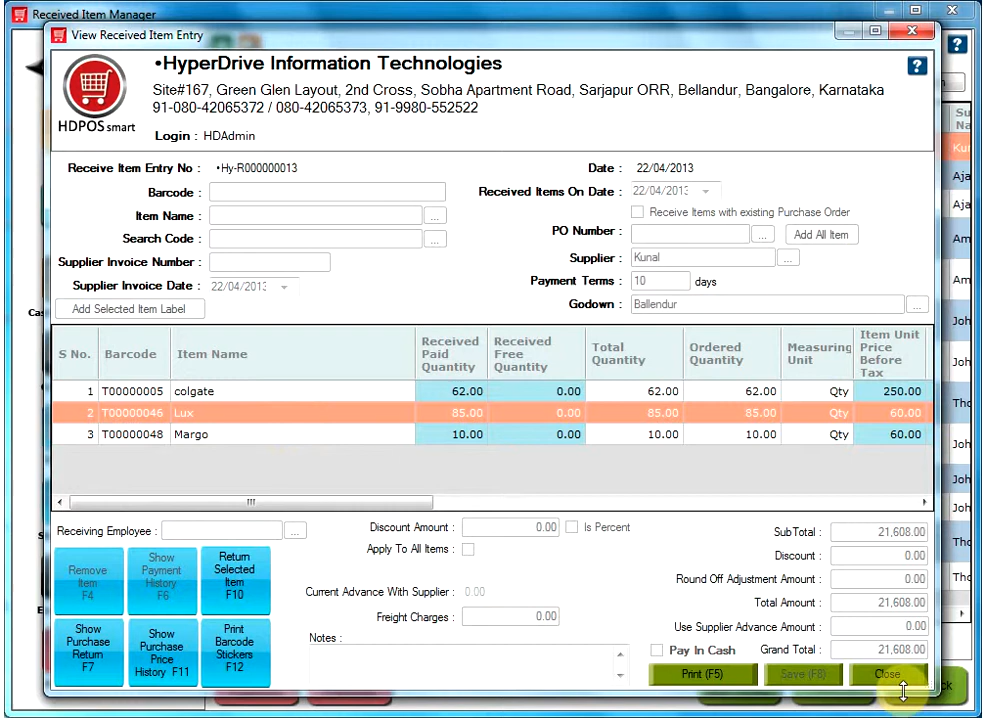 Received Item Manager
View Received Item Entry
•HyperDrive Information Technologies
Site#167, Green Glen Layout, 2nd Cross, Sobha Apartment Road, Sarjapur ORR, Bellandur, Bangalore, Karnataka
91-080-42065372 / 080-42065373, 91-9980-552522
HDPOS smart
Login : HDAdmin
Receive Item Entry No : •Hy-R000000013
Date : 22/04/2013
Barcode :
Received Items On Date : 22/04/2013
Item Name : ...
Receive Items with existing Purchase Order
Search Code : ...
PO Number : ... Add All Item
Supplier Invoice Number :
Supplier : Kunal ...
Supplier Invoice Date : 22/04/2013
Payment Terms : 10 days
Add Selected Item Label
Godown : Ballendur ...
S No. Barcode Item Name Received Paid Quantity Received Free Quantity Total Quantity Ordered Quantity Measuring Unit Item Unit Price Before Tax
1 T00000005 colgate 62.00 0.00 62.00 62.00 Qty 250.00
2 T00000046 Lux 85.00 0.00 85.00 85.00 Qty 60.00
3 T00000048 Margo 10.00 0.00 10.00 10.00 Qty 60.00
Receiving Employee : ...
Discount Amount : 0.00 Is Percent
Apply To All Items :
Current Advance With Supplier : 0.00
Freight Charges : 0.00
Notes :
SubTotal : 21,608.00
Discount : 0.00
Round Off Adjustment Amount : 0.00
Total Amount : 21,608.00
Use Supplier Advance Amount : 0.00
Pay In Cash Grand Total : 21,608.00
Remove Item F4
Show Payment History F6
Return Selected Item F10
Show Purchase Return F7
Show Purchase Price History F11
Print Barcode Stickers F12
Print (F5) Save (F8) Close